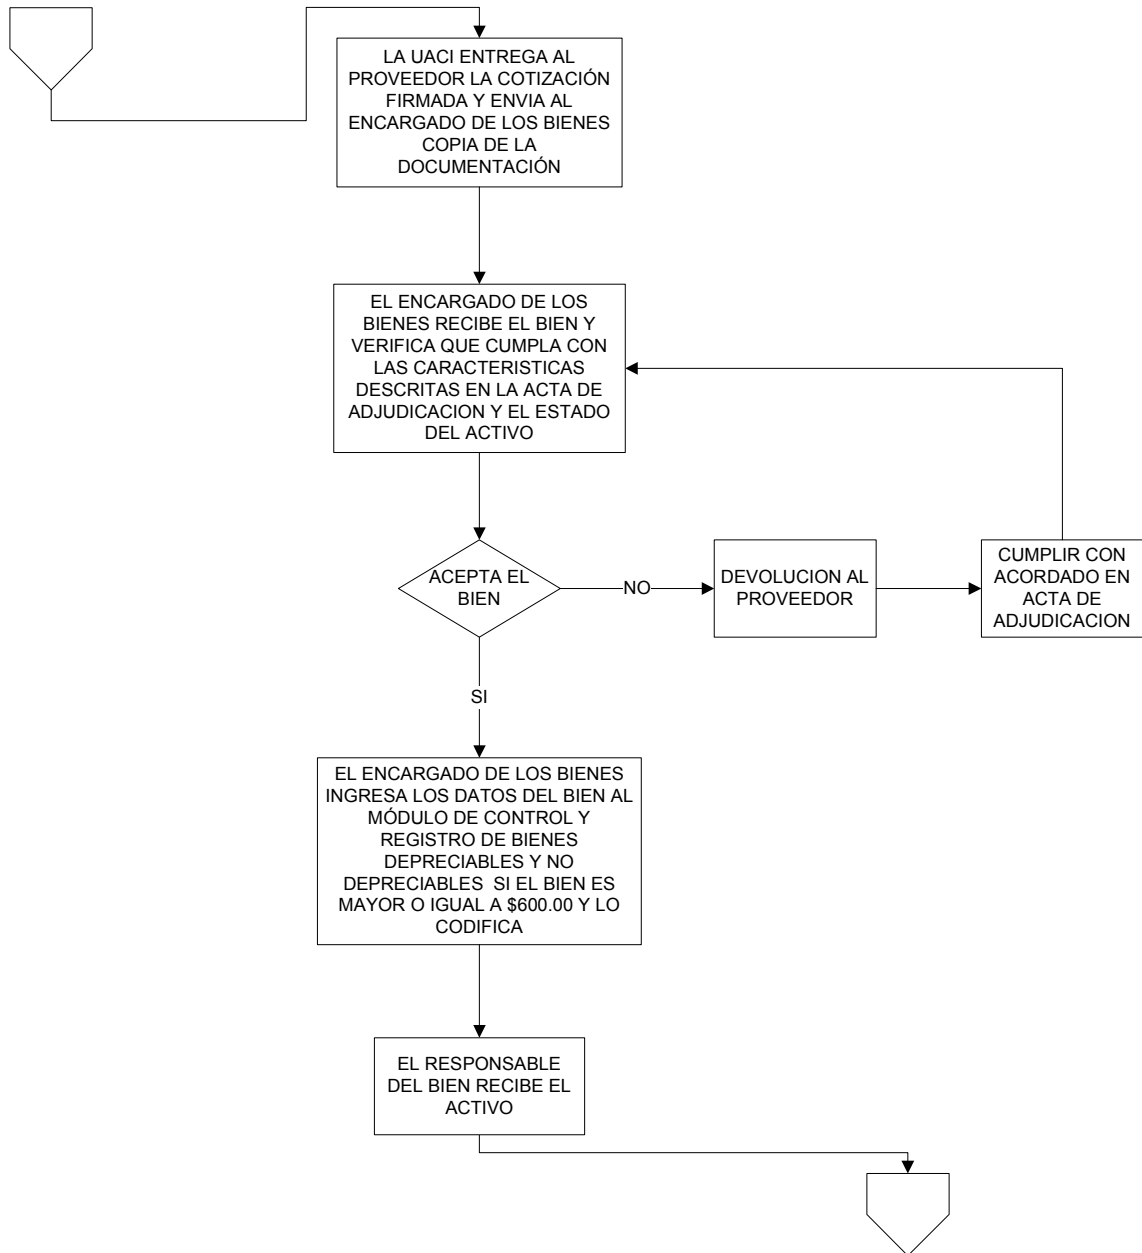 LA UACI ENTREGA AL
PROVEEDOR LA COTIZACIÓN
FIRMADA Y ENVIA AL
ENCARGADO DE LOS BIENES
COPIA DE LA
DOCUMENTACIÓN
EL ENCARGADO DE LOS
BIENES RECIBE EL BIEN Y
VERIFICA QUE CUMPLA CON
LAS CARACTERISTICAS
DESCRITAS EN LA ACTA DE
ADJUDICACION Y EL ESTADO
DEL ACTIVO
ACEPTA EL
BIEN
NO
DEVOLUCION AL
PROVEEDOR
CUMPLIR CON
ACORDADO EN
ACTA DE
ADJUDICACION
SI
EL ENCARGADO DE LOS BIENES
INGRESA LOS DATOS DEL BIEN AL
MÓDULO DE CONTROL Y
REGISTRO DE BIENES
DEPRECIABLES Y NO
DEPRECIABLES  SI EL BIEN ES
MAYOR O IGUAL A $600.00 Y LO
CODIFICA
EL RESPONSABLE
DEL BIEN RECIBE EL
ACTIVO